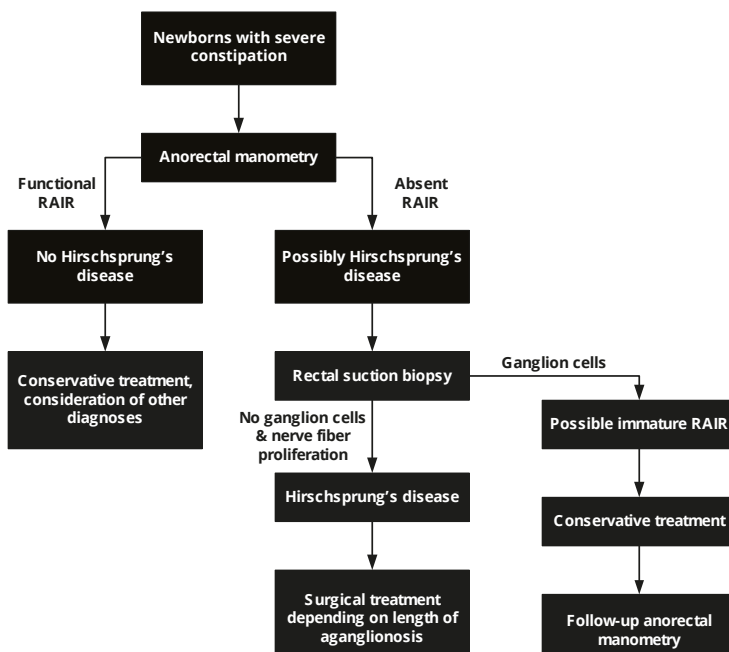 Newborns with severe
constipation
Anorectal manometry
Functional
RAIR
Absent
RAIR
No Hirschsprung's
disease
Possibly Hirschsprung's
disease
Conservative treatment,
consideration of other
diagnoses
Rectal suction biopsy
Ganglion cells
No ganglion cells
& nerve fiber
proliferation
Possible immature RAIR
Hirschsprung's disease
Conservative treatment
Surgical treatment
depending on length of
aganglionosis
Follow-up anorectal
manometry